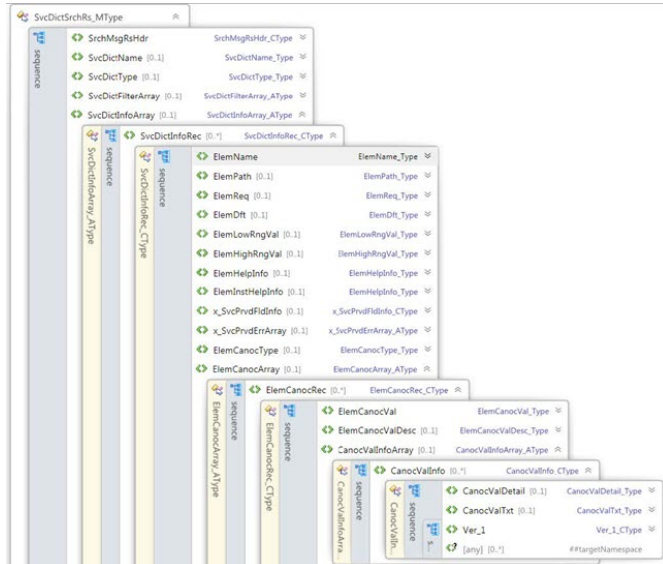 SvcDictSrchRs_MType
sequence
SrchMsgRsHdr SrchMsgRsHdr_CType
SvcDictName [0..1] SvcDictName_Type
SvcDictType [0..1] SvcDictType_Type
SvcDictFilterArray [0..1] SvcDictFilterArray_AType
SvcDictInfoArray [0..1] SvcDictInfoArray_AType
SvcDictInfoArray_AType
sequence
SvcDictInfoRec [0..*] SvcDictInfoRec_CType
SvcDictInfoRec_CType
sequence
ElemName ElemName_Type
ElemPath [0..1] ElemPath_Type
ElemReq [0..1] ElemReq_Type
ElemDft [0..1] ElemDft_Type
ElemLowRngVal [0..1] ElemLowRngVal_Type
ElemHighRngVal [0..1] ElemHighRngVal_Type
ElemHelpInfo [0..1] ElemHelpInfo_Type
ElemInstHelpInfo [0..1] ElemHelpInfo_Type
x_SvcPrvdFldInfo [0..1] x_SvcPrvdFldInfo_CType
x_SvcPrvdErrArray [0..1] x_SvcPrvdErrArray_AType
ElemCanocType [0..1] ElemCanocType_Type
ElemCanocArray [0..1] ElemCanocArray_AType
ElemCanocArray_AType
sequence
ElemCanocRec [0..*] ElemCanocRec_CType
ElemCanocRec_CType
sequence
ElemCanocVal ElemCanocVal_Type
ElemCanocValDesc [0..1] ElemCanocValDesc_Type
CanocValInfoArray [0..1] CanocValInfoArray_AType
CanocValInfoArra...
sequence
CanocValInfo [0..*] CanocValInfo_CType
CanocValIn...
sequence
s...
CanocValDetail [0..1] CanocValDetail_Type
CanocValTxt [0..1] CanocValTxt_Type
Ver_1 Ver_1_CType
[any] [0..*] ##targetNamespace